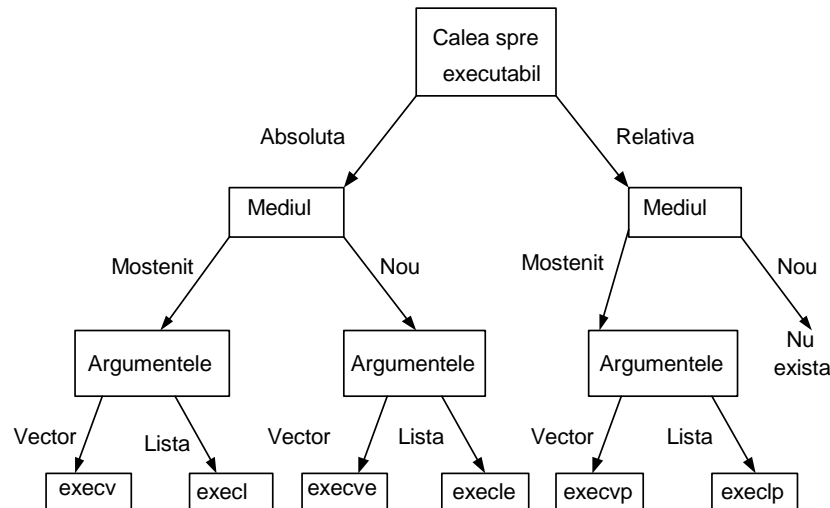 Calea spre
executabil
Absoluta
Relativa
Mediul
Mediul
Mostenit
Nou
Mostenit
Nou
Argumentele
Argumentele
Argumentele
Nu
exista
Vector
Lista
Vector
Lista
Vector
Lista
execv
execl
execve
execle
execvp
execlp